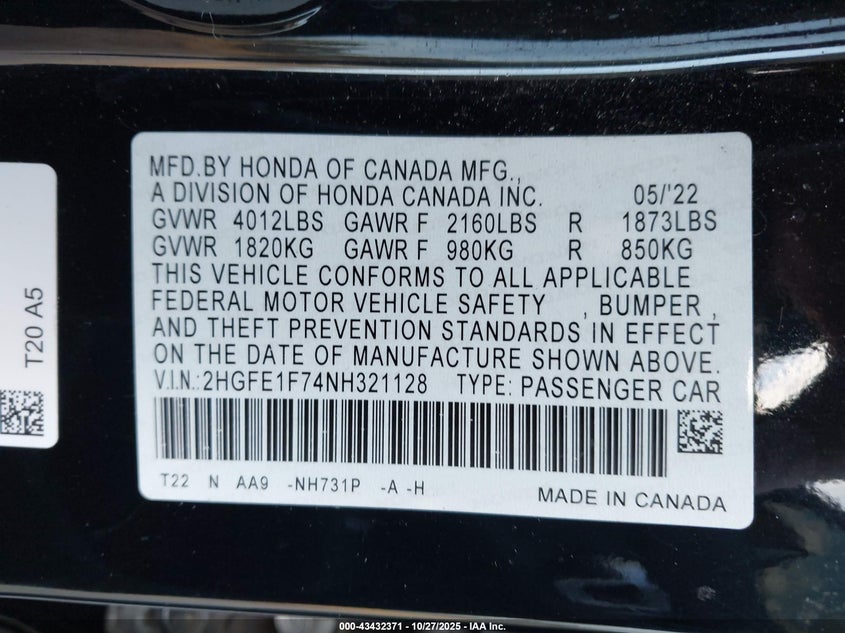 MFD.BY HONDA OF CANADA MFG.,
A DIVISION OF HONDA CANADA INC. 05/'22
GVWR 4012LBS GAWR F 2160LBS R 1873LBS
GVWR 1820KG GAWR F 980KG R 850KG
THIS VEHICLE CONFORMS TO ALL APPLICABLE
FEDERAL MOTOR VEHICLE SAFETY , BUMPER ,
AND THEFT PREVENTION STANDARDS IN EFFECT
ON THE DATE OF MANUFACTURE SHOWN ABOVE.
V.I.N.:2HGFE1F74NH321128 TYPE: PASSENGER CAR
T22 N AA9 -NH731P -A -H
MADE IN CANADA
T20 A5
000-43432371 | 10/27/2025 - IAA Inc.